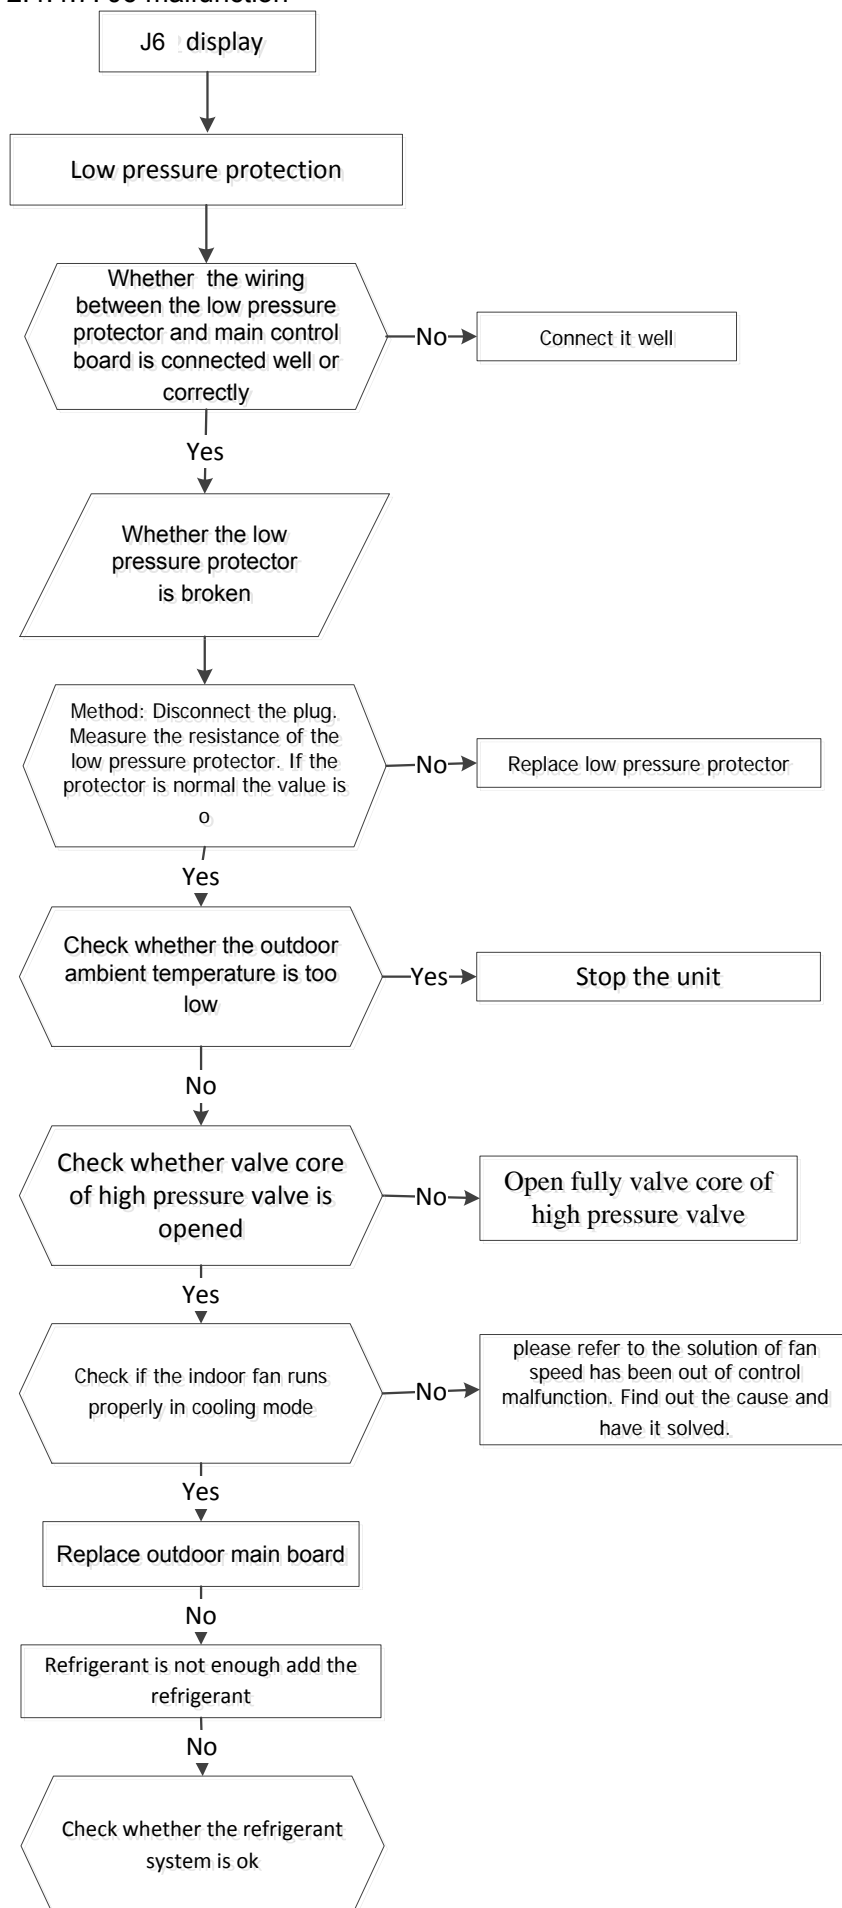 J6 display
Low pressure protection
Whether the wiring
between the low pressure
protector and main control
board is connected well or
correctly
No
Connect it well
Yes
Whether the low
pressure protector
is broken
Method: Disconnect the plug.
Measure the resistance of the
low pressure protector. If the
protector is normal the value is
o
No
Replace low pressure protector
Yes
Check whether the outdoor
ambient temperature is too
low
Yes
Stop the unit
No
Check whether valve core
of high pressure valve is
opened
No
Open fully valve core of
high pressure valve
Yes
Check if the indoor fan runs
properly in cooling mode
No
please refer to the solution of fan
speed has been out of control
malfunction. Find out the cause and
have it solved.
Yes
Replace outdoor main board
No
Refrigerant is not enough add the
refrigerant
No
Check whether the refrigerant
system is ok